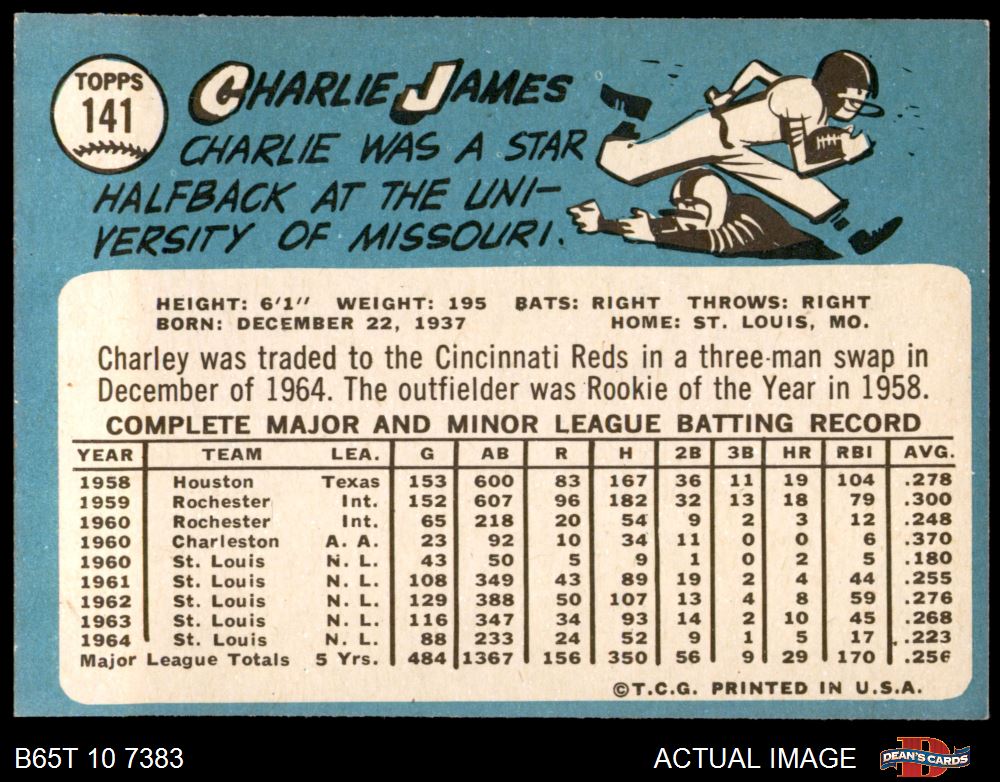 TOPPS
141
CHARLIE JAMES
CHARLIE WAS A STAR
HALFBACK AT THE UNI-
VERSITY OF MISSOURI.
HEIGHT: 6'1" WEIGHT: 195 BATS: RIGHT THROWS: RIGHT
BORN: DECEMBER 22, 1937 HOME: ST. LOUIS, MO.
Charley was traded to the Cincinnati Reds in a three-man swap in
December of 1964. The outfielder was Rookie of the Year in 1958.
COMPLETE MAJOR AND MINOR LEAGUE BATTING RECORD
YEAR TEAM LEA. G AB R H 2B 3B HR RBI AVG.
1958 Houston Texas 153 600 83 167 36 11 19 104 .278
1959 Rochester Int. 152 607 96 182 32 13 18 79 .300
1960 Rochester Int. 65 218 20 54 9 2 3 12 .248
1960 Charleston A. A. 23 92 10 34 11 0 0 6 .370
1960 St. Louis N. L. 43 50 5 9 1 0 2 5 .180
1961 St. Louis N. L. 108 349 43 89 19 2 4 44 .255
1962 St. Louis N. L. 129 388 50 107 13 4 8 59 .276
1963 St. Louis N. L. 116 347 34 93 14 2 10 45 .268
1964 St. Louis N. L. 88 233 24 52 9 1 5 17 .223
Major League Totals 5 Yrs. 484 1367 156 350 56 9 29 170 .256
©T.C.G. PRINTED IN U.S.A.
B65T 10 7383 ACTUAL IMAGE DEAN'S CARDS